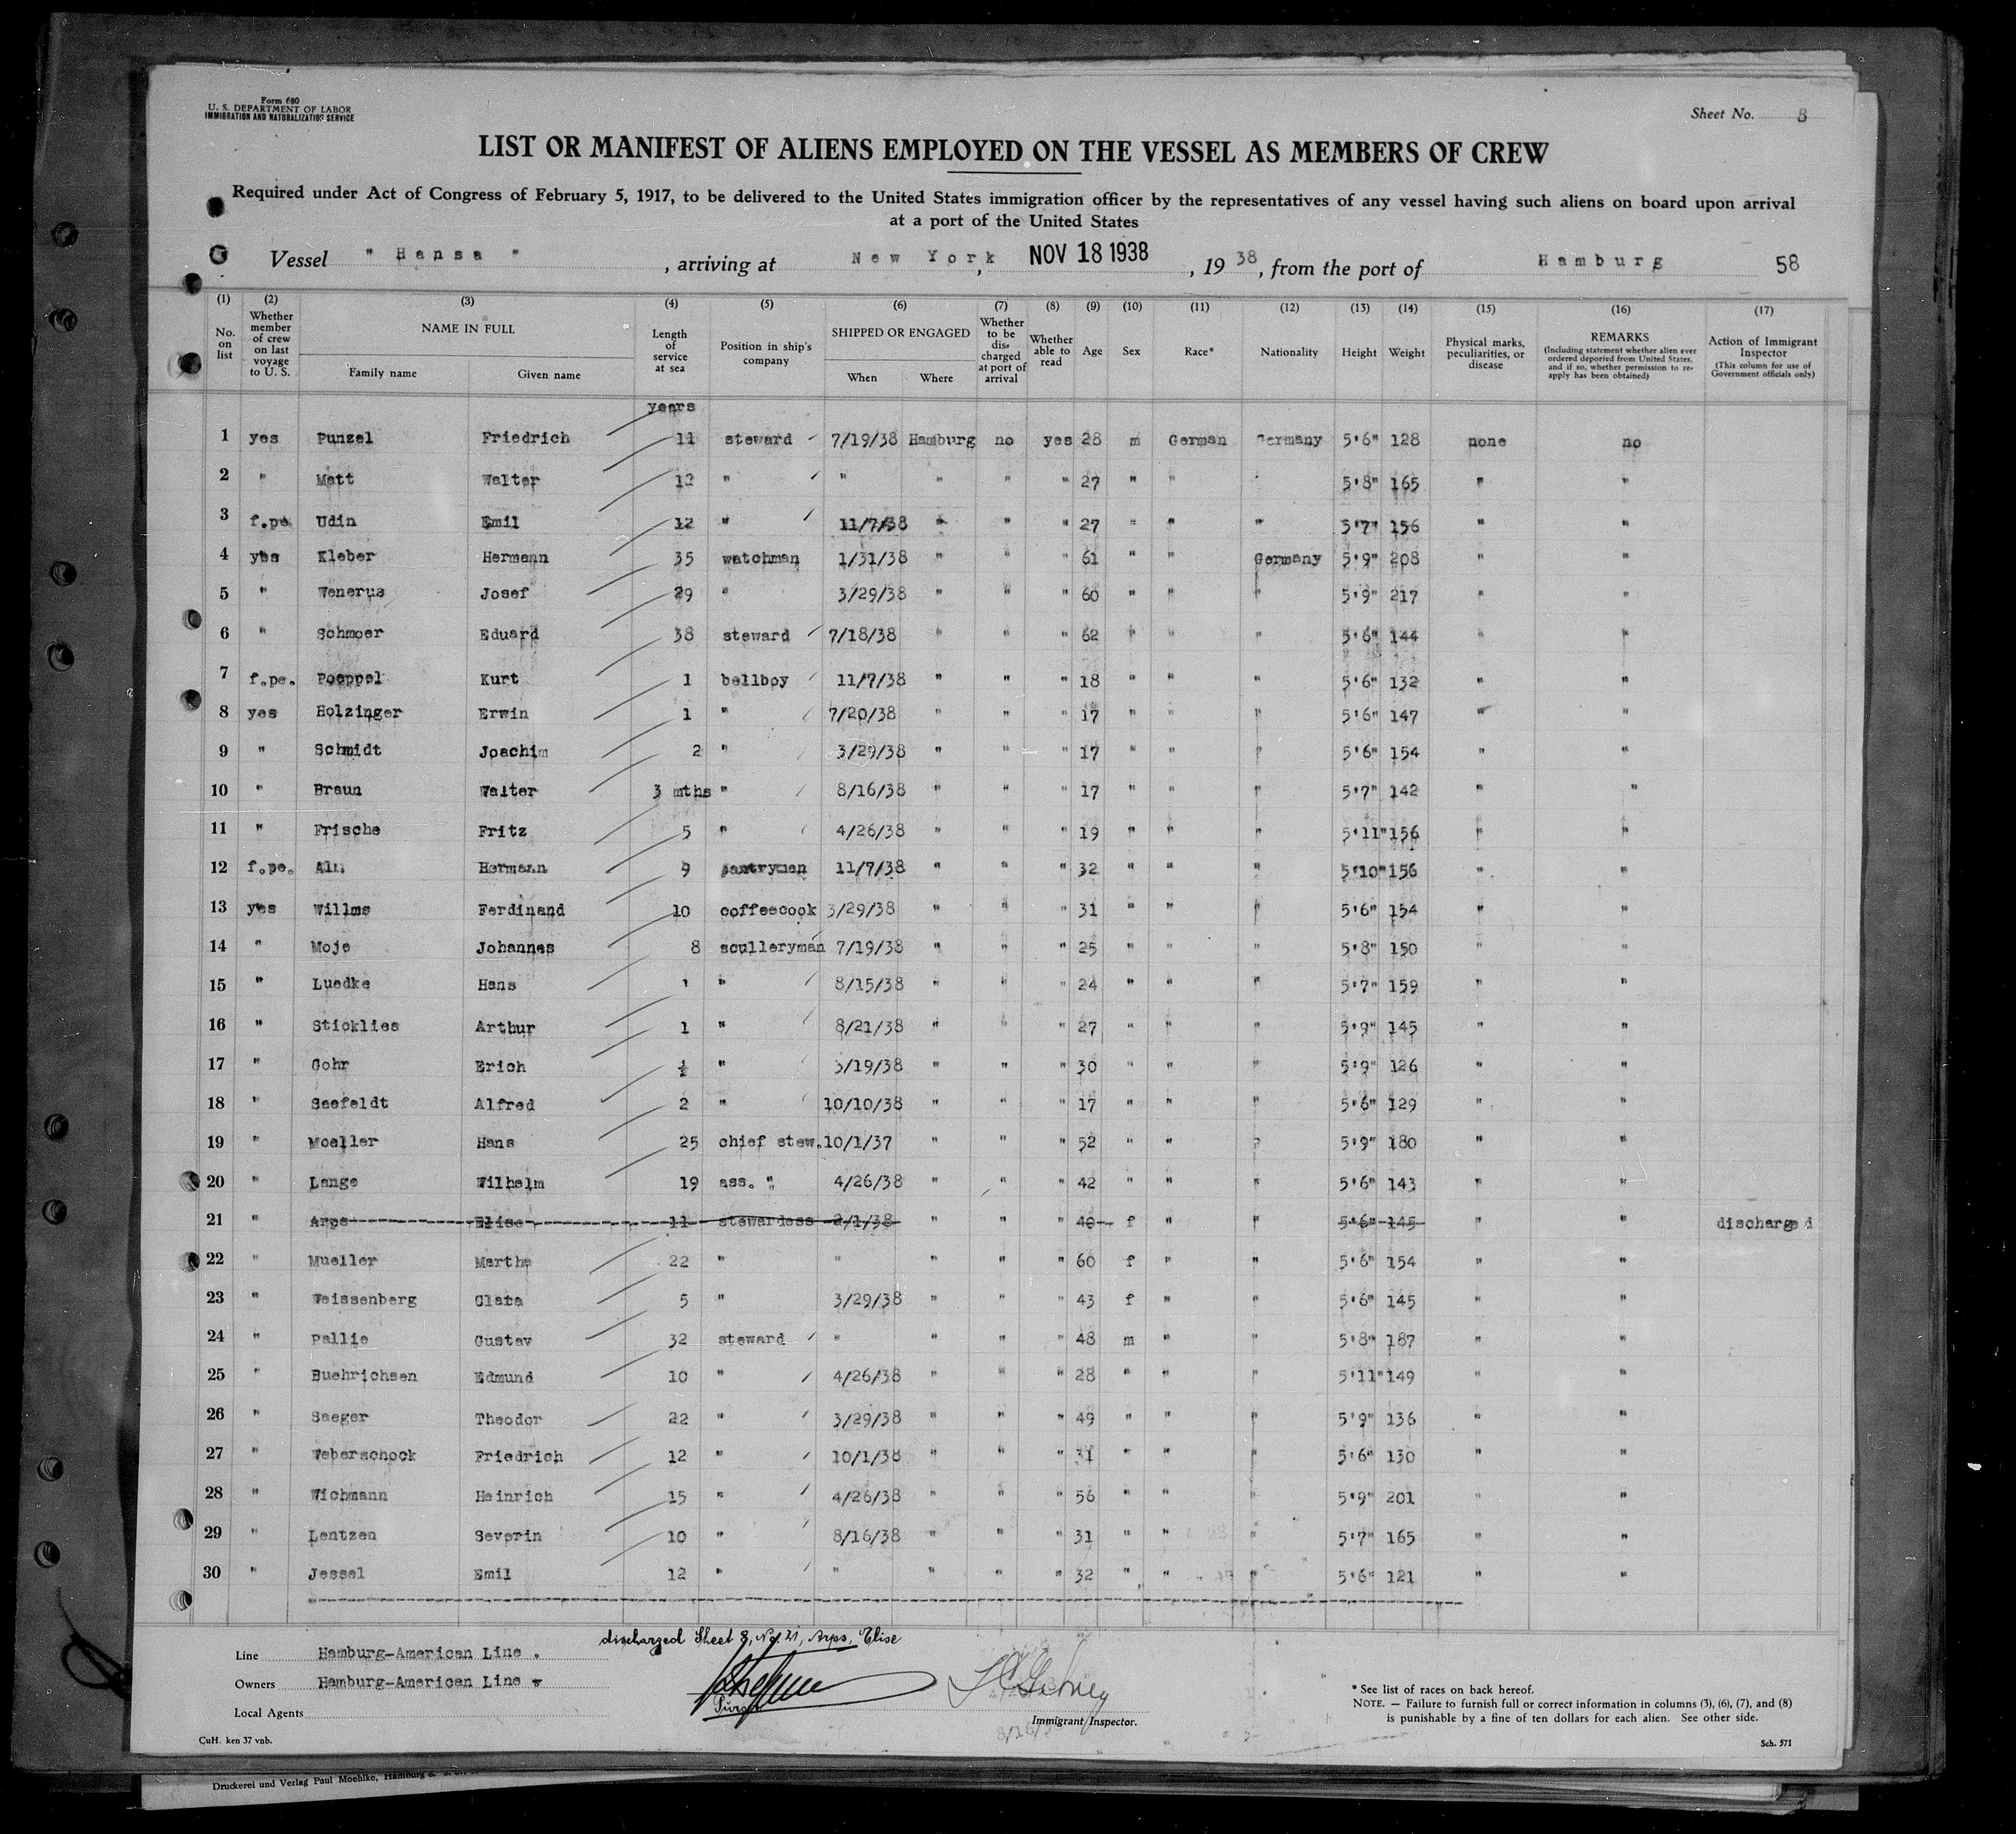 Form 680
U. S. DEPARTMENT OF LABOR
IMMIGRATION AND NATURALIZATION SERVICE
Sheet No. 8
LIST OR MANIFEST OF ALIENS EMPLOYED ON THE VESSEL AS MEMBERS OF CREW
Required under Act of Congress of February 5, 1917, to be delivered to the United States immigration officer by the representatives of any vessel having such aliens on board upon arrival
at a port of the United States
Vessel " Hansa ", arriving at New York, NOV 18 1938, 1938, from the port of Hamburg 58
(1) No. on list
(2) Whether member of crew on last voyage to U. S.
(3) NAME IN FULL
Family name Given name
(4) Length of service at sea
(5) Position in ship's company
(6) SHIPPED OR ENGAGED
When Where
(7) Whether to be discharged at port of arrival
(8) Whether able to read
(9) Age
(10) Sex
(11) Race*
(12) Nationality
(13) Height
(14) Weight
(15) Physical marks, peculiarities, or disease
(16) REMARKS (Including statement whether alien ever ordered deported from United States, and if so, whether permission to re-apply has been obtained)
(17) Action of Immigrant Inspector (This column for use of Government officials only)
years
1 yes Punzel Friedrich 11 steward 7/19/38 Hamburg no yes 28 m German Germany 5'6" 128 none no
2 " Matt Walter 12 " " " " " 27 " " 5'8" 165 " "
3 f.pe. Udin Emil 12 " 11/7/38 " " " 27 " " " 5'7" 156 " "
4 yes Kleber Hermann 35 watchman 1/31/38 " " " 61 " " Germany 5'9" 208 " "
5 " Venerus Josef 29 " 3/29/38 " " " 60 " " " 5'9" 217 " "
6 " Schmoer Eduard 38 steward 7/18/38 " " " 62 " " " 5'6" 144 " "
7 f.pe. Poeppel Kurt 1 bellboy 11/7/38 " " " 18 " " " 5'6" 132 " "
8 yes Holzinger Erwin 1 " 7/20/38 " " " 17 " " " 5'6" 147 " "
9 " Schmidt Joachim 2 " 3/29/38 " " " 17 " " " 5'6" 154 " "
10 " Braun Walter 3 mths " 8/16/38 " " " 17 " " " 5'7" 142 " "
11 " Frische Fritz 5 " 4/26/38 " " " 19 " " " 5'11" 156 " "
12 f.pe. Hermann 9 pantryman 11/7/38 " " " 32 " " " 5'10" 156 " "
13 yes Willms Ferdinand 10 coffeecook 3/29/38 " " " 31 " " " 5'6" 154 " "
14 " Moje Johannes 8 sculleryman 7/19/38 " " " 25 " " " 5'8" 150 " "
15 " Luedke Hans 1 " 8/15/38 " " " 24 " " " 5'7" 159 " "
16 " Sticklies Arthur 1 " 8/21/38 " " " 27 " " " 5'9" 145 " "
17 " Gohr Erich ½ " /19/38 " " " 30 " " " 5'9" 126 " "
18 " Seefeldt Alfred 2 " 10/10/38 " " " 17 " " " 5'6" 129 " "
19 " Moeller Hans 25 chief stew. 10/1/37 " " " 52 " " " 5'9" 180 " "
20 " Lange Wilhelm 19 ass. " 4/26/38 " " " 42 " " " 5'6" 143 " "
21 " Arps Elise 11 stewardess 2/1/38 " " " 40 f " " 5'6" 145 " " discharged
22 " Mueller Martha 22 " " " " " 60 f " " 5'6" 154 " "
23 " Weissenberg Clara 5 " 3/29/38 " " " 43 f " " 5'6" 145 " "
24 " Pallie Gustav 32 steward " " " " 48 m " " 5'8" 187 " "
25 " Buehrichsen Edmund 10 " 4/26/38 " " " 28 " " " 5'11" 149 " "
26 " Saeger Theodor 22 " 3/29/38 " " " 49 " " " 5'9" 136 " "
27 " Weberschock Friedrich 12 " 10/1/38 " " " 31 " " " 5'6" 130 " "
28 " Wichmann Heinrich 15 " 4/26/38 " " " 56 " " " 5'9" 201 " "
29 " Lentzen Severin 10 " 8/16/38 " " " 31 " " " 5'7" 165 " "
30 " Jessel Emil 12 " " " " " 32 " " " 5'6" 121 " "
discharged Sheet 8, No. 21, Arps, Elise
Line Hamburg-American Line .
Owners Hamburg-American Line
Local Agents
Immigrant Inspector.
* See list of races on back hereof.
NOTE. — Failure to furnish full or correct information in columns (3), (6), (7), and (8)
is punishable by a fine of ten dollars for each alien. See other side.
CuH. ken 37 vnb.
Sch. 571
Druckerei und Verlag Paul Moehlke, Hamburg